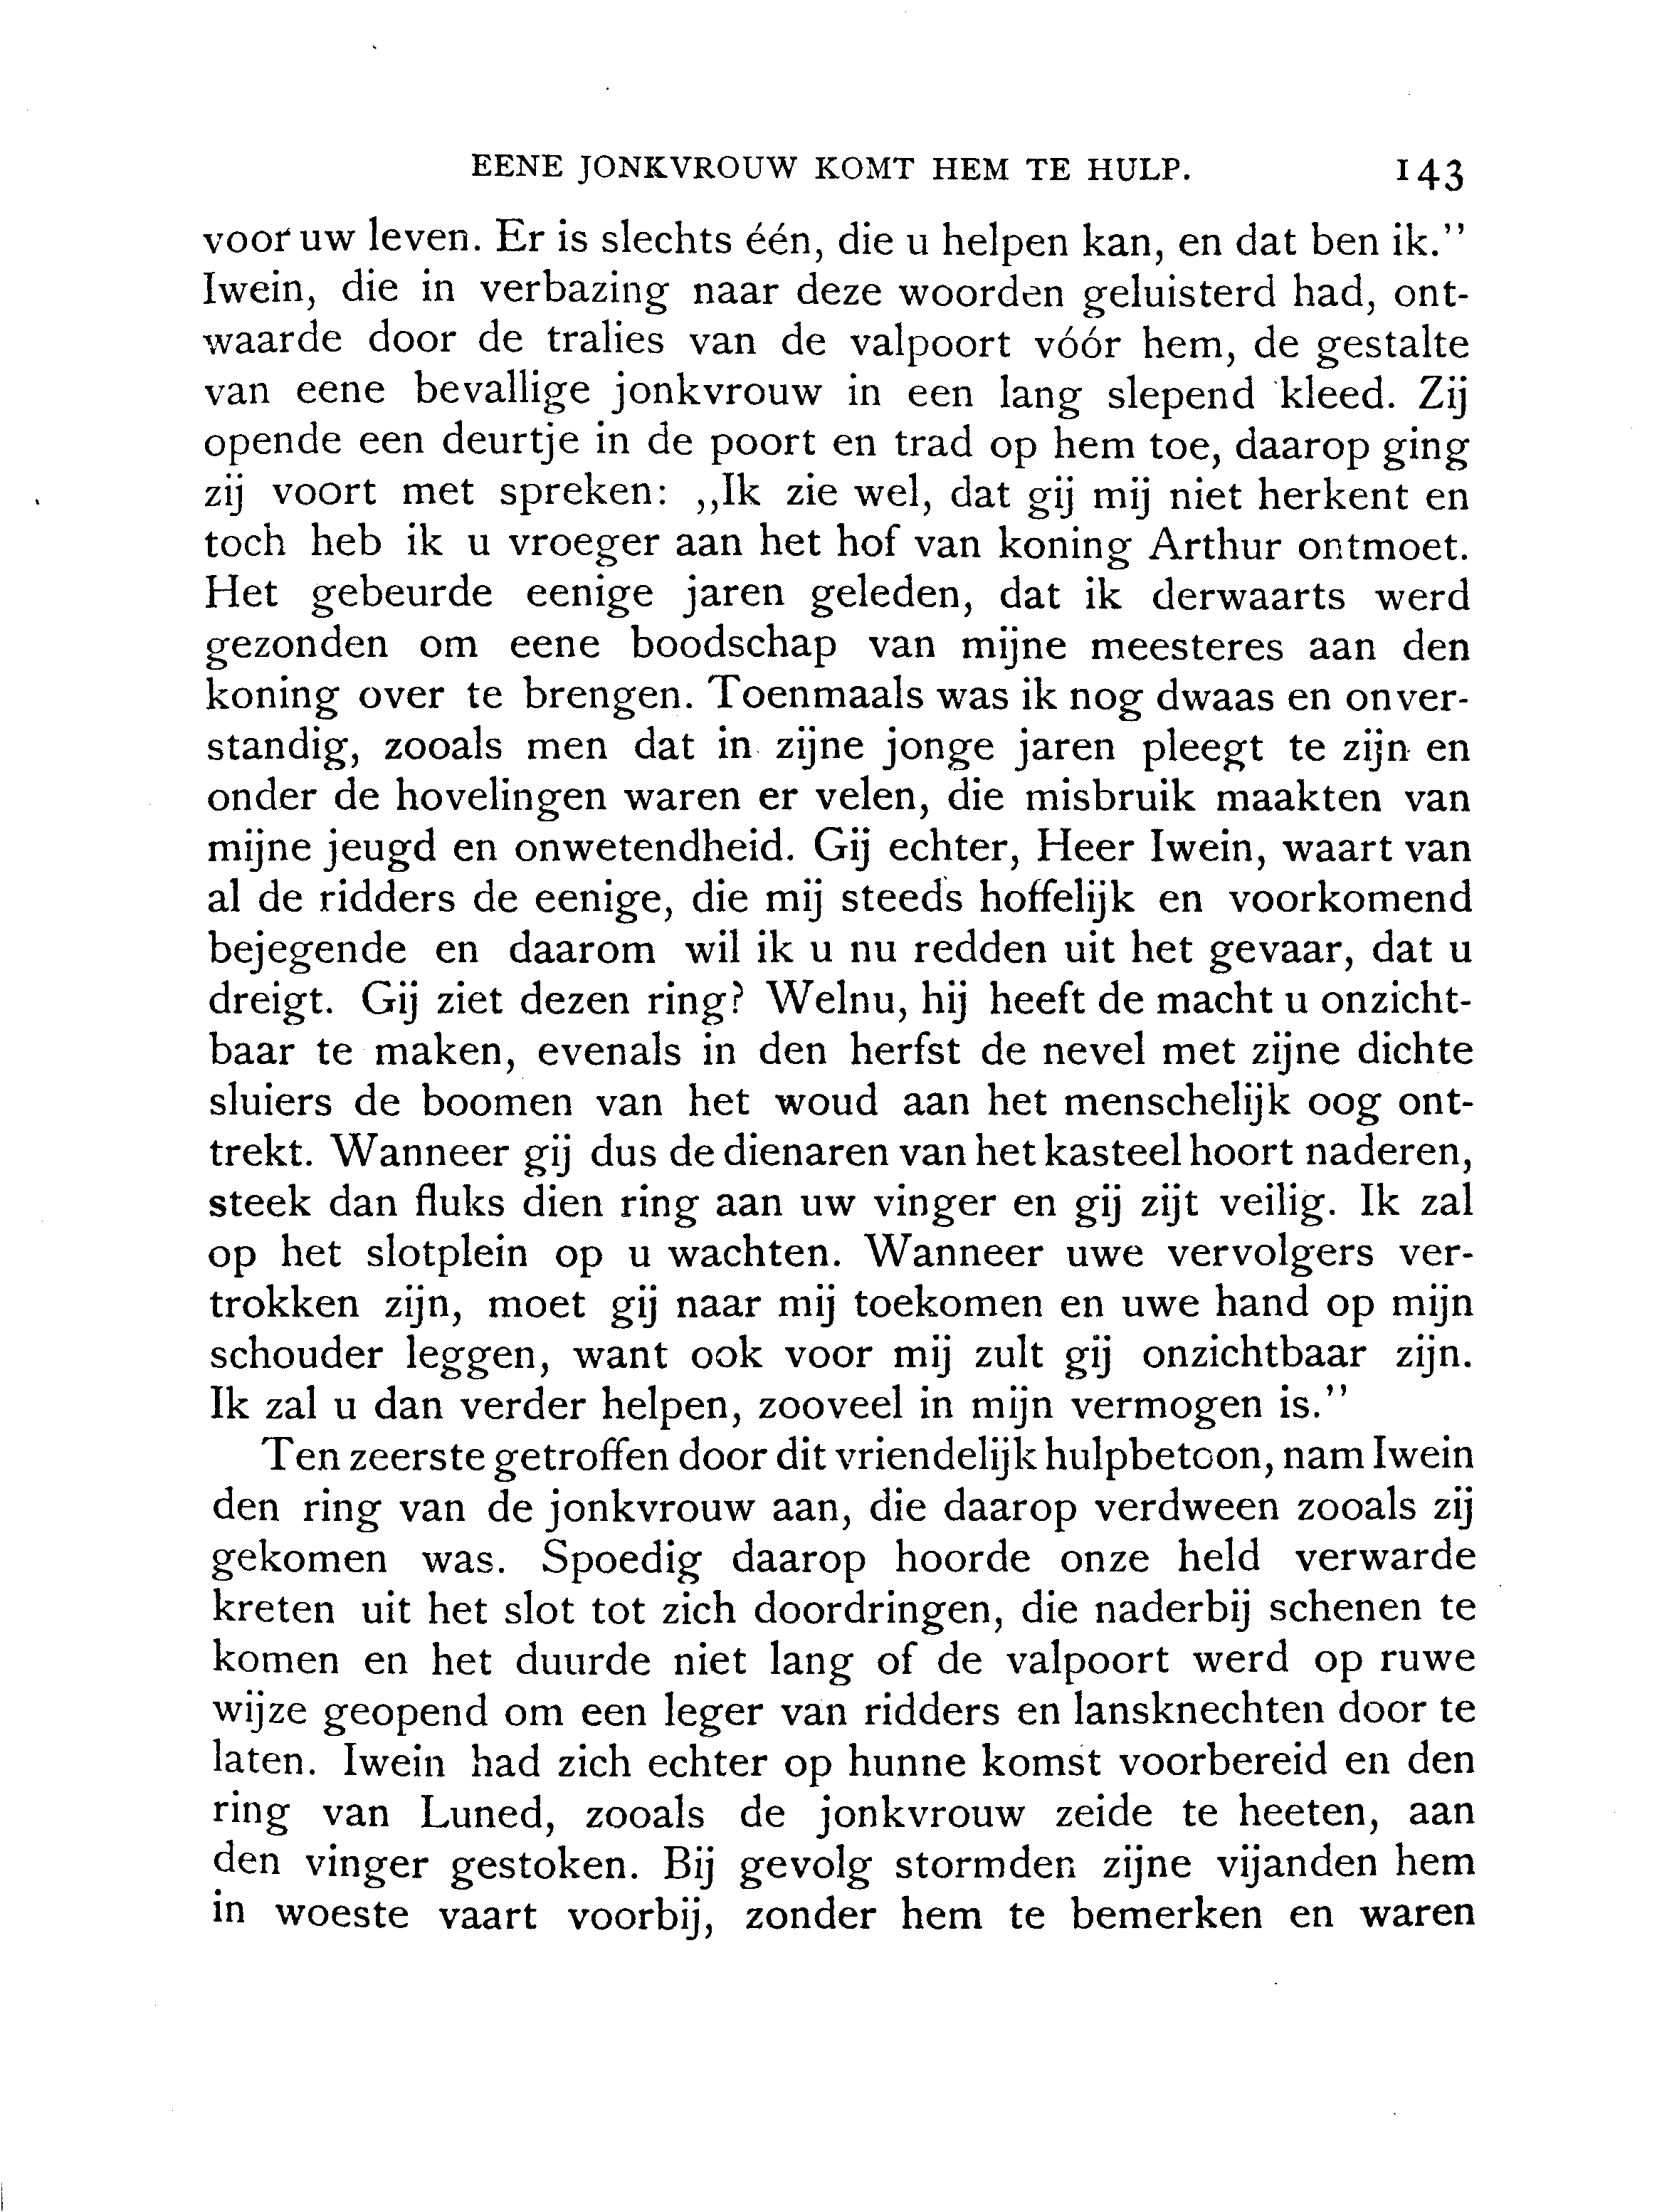 EENE JONKVROUW KOMT HEM TE HULP. 143
voor uw leven. Er is slechts één, die u helpen kan, en dat ben ik.”
Iwein, die in verbazing naar deze woorden geluisterd had, ont-
waarde door de tralies van de valpoort vóór hem, de gestalte
van eene bevallige jonkvrouw in een lang slepend kleed. Zij
opende een deurtje in de poort en trad op hem toe, daarop ging
zij voort met spreken: „Ik zie wel, dat gij mij niet herkent en
toch heb ik u vroeger aan het hof van koning Arthur ontmoet.
Het gebeurde eenige jaren geleden, dat ik derwaarts werd
gezonden om eene boodschap van mijne meesteres aan den
koning over te brengen. Toenmaals was ik nog dwaas en onver-
standig, zooals men dat in zijne jonge jaren pleegt te zijn en
onder de hovelingen waren er velen, die misbruik maakten van
mijne jeugd en onwetendheid. Gij echter, Heer Iwein, waart van
al de ridders de eenige, die mij steeds hoffelijk en voorkomend
bejegende en daarom wil ik u nu redden uit het gevaar, dat u
dreigt. Gij ziet dezen ring? Welnu, hij heeft de macht u onzicht-
baar te maken, evenals in den herfst de nevel met zijne dichte
sluiers de boomen van het woud aan het menschelijk oog ont-
trekt. Wanneer gij dus de dienaren van het kasteel hoort naderen,
steek dan fluks dien ring aan uw vinger en gij zijt veilig. Ik zal
op het slotplein op u wachten. Wanneer uwe vervolgers ver-
trokken zijn, moet gij naar mij toekomen en uwe hand op mijn
schouder leggen, want ook voor mij zult gij onzichtbaar zijn.
Ik zal u dan verder helpen, zooveel in mijn vermogen is.”
Ten zeerste getroffen door dit vriendelijk hulpbetoon, nam Iwein
den ring van de jonkvrouw aan, die daarop verdween zooals zij
gekomen was. Spoedig daarop hoorde onze held verwarde
kreten uit het slot tot zich doordringen, die naderbij schenen te
komen en het duurde niet lang of de valpoort werd op ruwe
wijze geopend om een leger van ridders en lansknechten door te
laten. Iwein had zich echter op hunne komst voorbereid en den
ring van Luned, zooals de jonkvrouw zeide te heeten, aan
den vinger gestoken. Bij gevolg stormden zijne vijanden hem
in woeste vaart voorbij, zonder hem te bemerken en waren